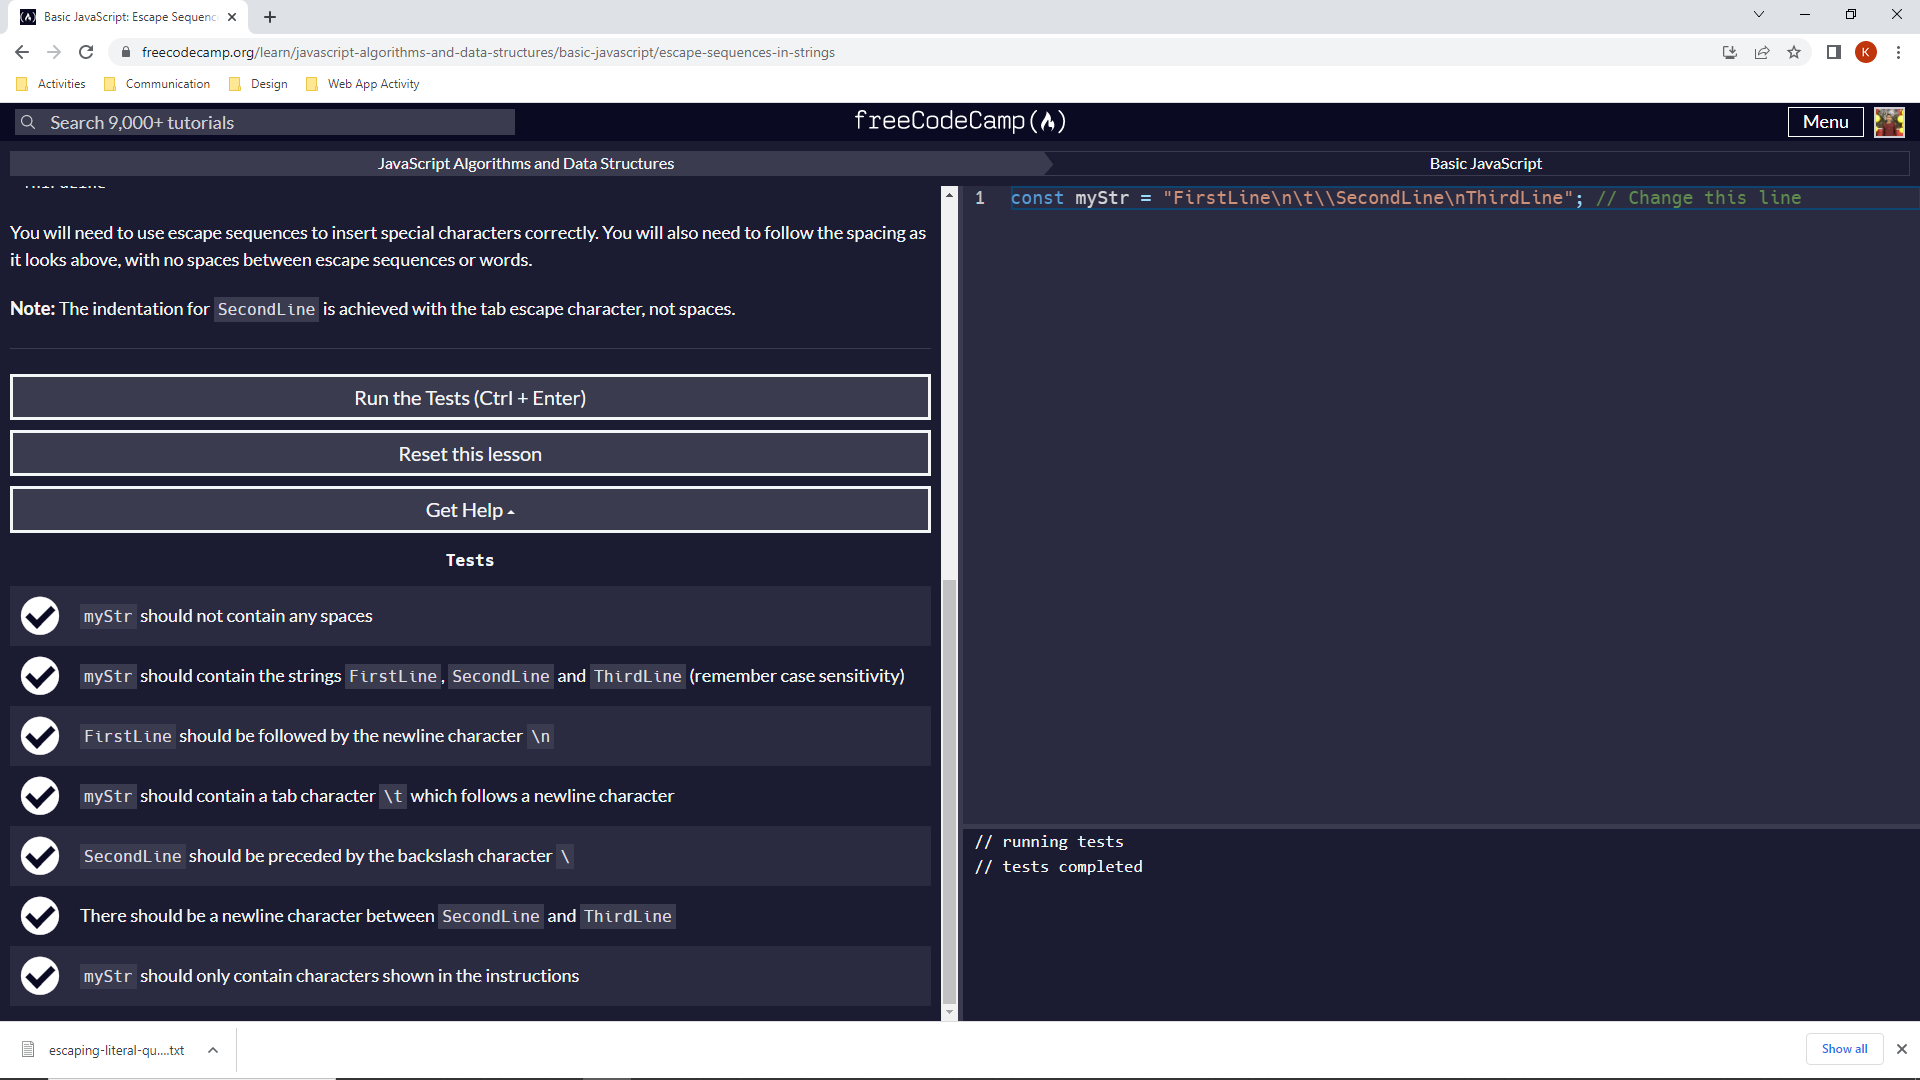 Basic JavaScript: Escape Sequenc
freecodecamp.org/learn/javascript-algorithms-and-data-structures/basic-javascript/escape-sequences-in-strings
K
Activities
Communication
Design
Web App Activity
Search 9,000+ tutorials
freeCodeCamp
Menu
JavaScript Algorithms and Data Structures
Basic JavaScript
ThirdLine
You will need to use escape sequences to insert special characters correctly. You will also need to follow the spacing as
it looks above, with no spaces between escape sequences or words.
Note: The indentation for SecondLine is achieved with the tab escape character, not spaces.
Run the Tests (Ctrl + Enter)
Reset this lesson
Get Help
Tests
myStr should not contain any spaces
myStr should contain the strings FirstLine, SecondLine and ThirdLine (remember case sensitivity)
FirstLine should be followed by the newline character \n
myStr should contain a tab character \t which follows a newline character
SecondLine should be preceded by the backslash character \
There should be a newline character between SecondLine and ThirdLine
myStr should only contain characters shown in the instructions
1 const myStr = "FirstLine\n\t\\SecondLine\nThirdLine"; // Change this line
// running tests
// tests completed
escaping-literal-qu....txt
Show all